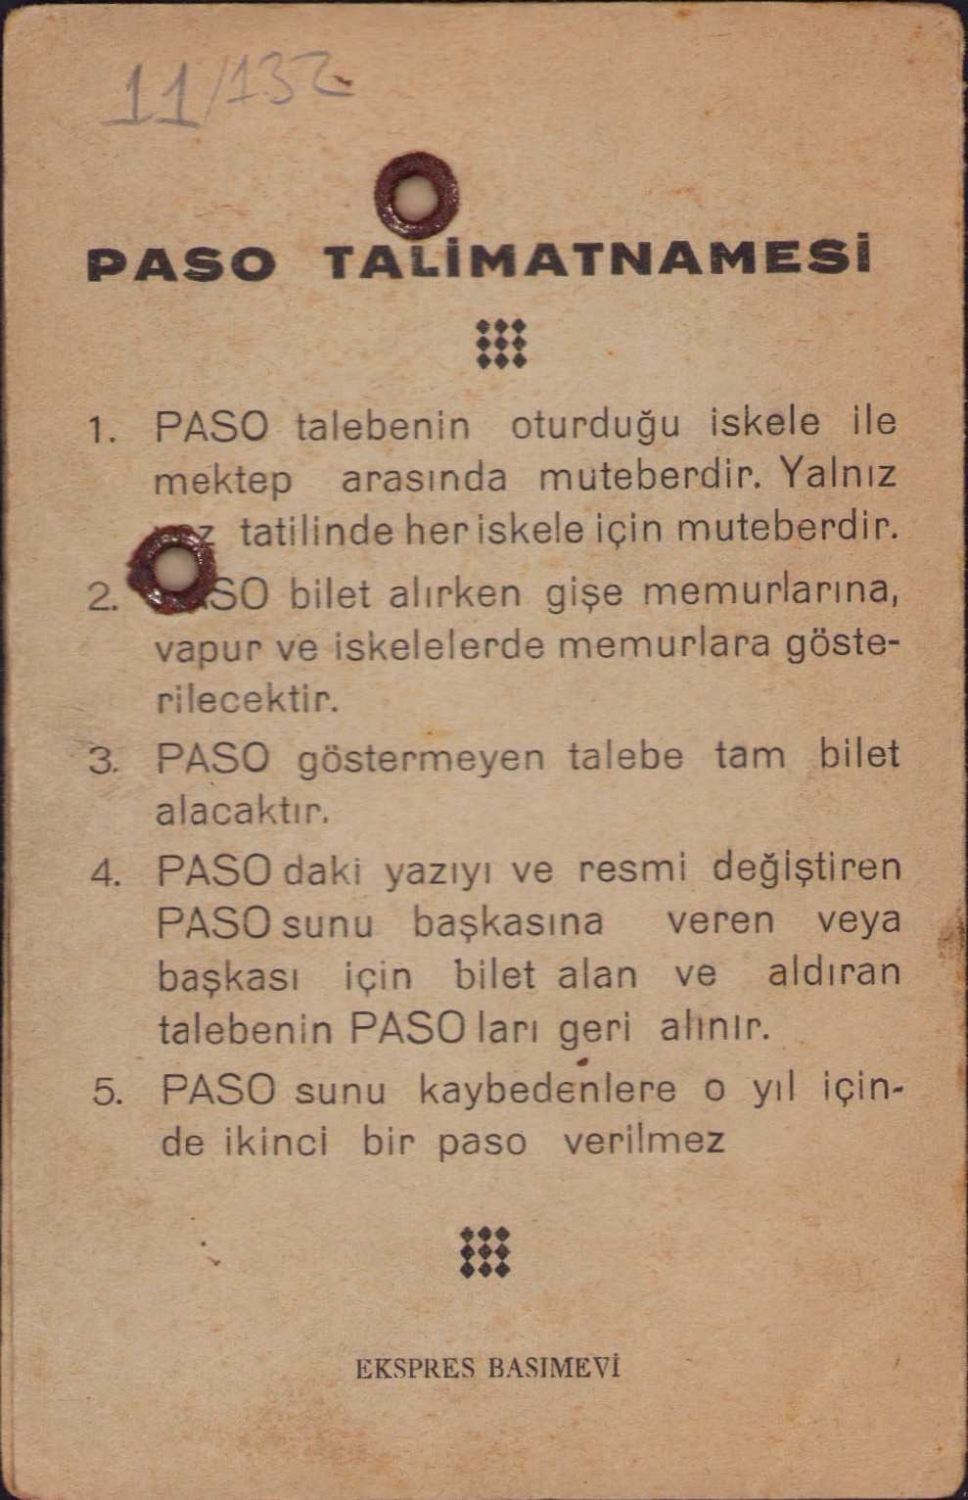 11/132
PASO TALİMATNAMESİ
1. PASO talebenin oturduğu iskele ile
mektep arasında muteberdir. Yalnız
tatilinde her iskele için muteberdir.
2. PASO bilet alırken gişe memurlarına,
vapur ve iskelelerde memurlara göste-
rilecektir.
3. PASO göstermeyen talebe tam bilet
alacaktır.
4. PASO daki yazıyı ve resmi değiştiren
PASO sunu başkasına veren veya
başkası için bilet alan ve aldıran
talebenin PASO ları geri alınır.
5. PASO sunu kaybedenlere o yıl için-
de ikinci bir paso verilmez
EKSPRES BASIMEVİ